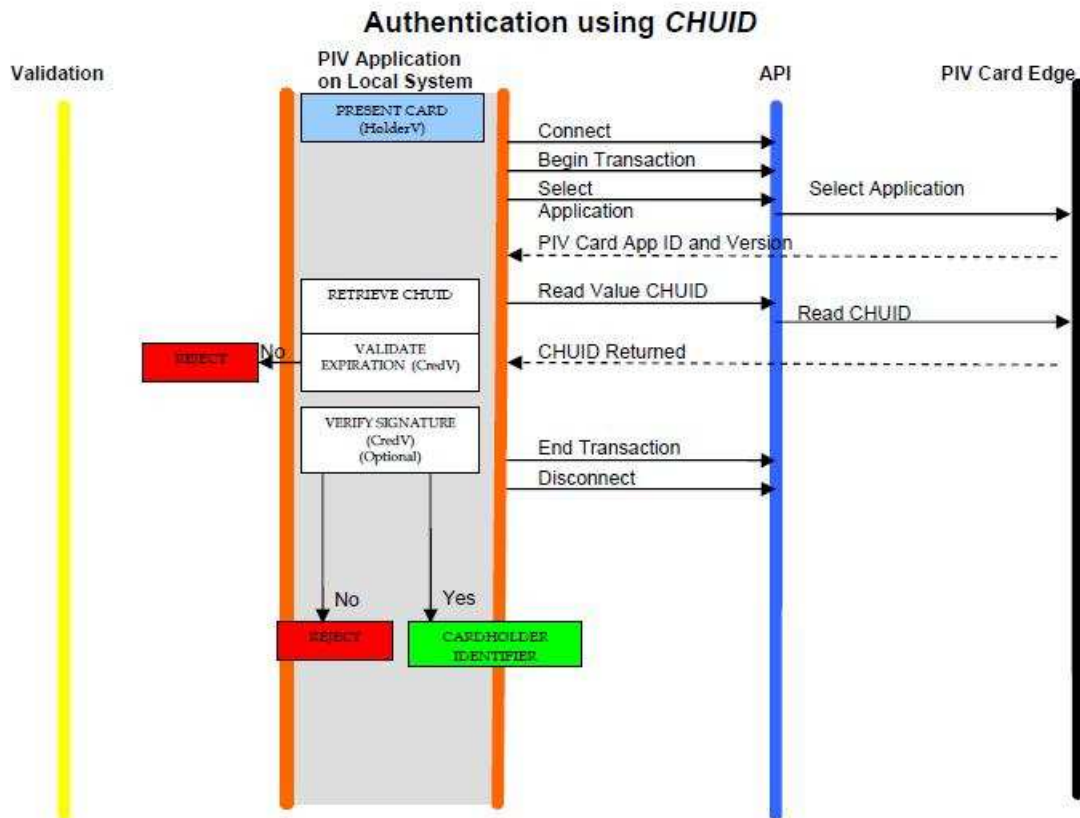 Authentication using CHUID
Validation
PIV Application
on Local System
API
PIV Card Edge
PRESENT CARD
(HolderV)
Connect
Begin Transaction
Select
Application
Select Application
PIV Card App ID and Version
RETRIEVE CHUID
Read Value CHUID
Read CHUID
REJECT
No
VALIDATE
EXPIRATION (CredV)
CHUID Returned
VERIFY SIGNATURE
(CredV)
(Optional)
End Transaction
Disconnect
No
Yes
REJECT
CARDHOLDER
IDENTIFIER